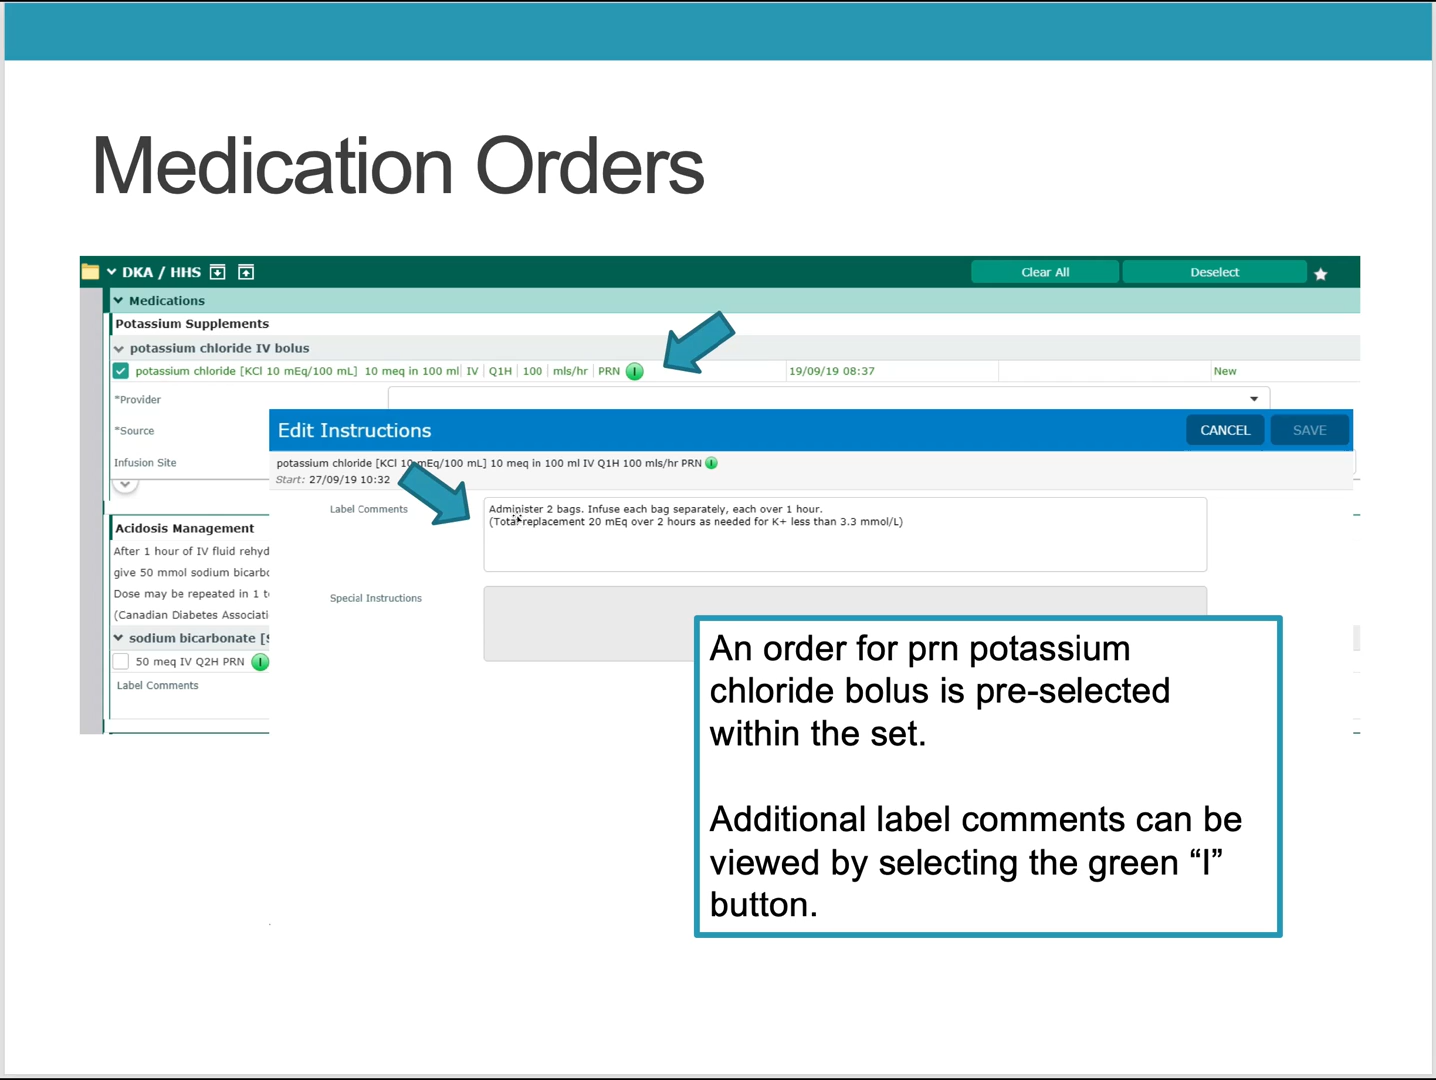 Medication Orders
DKA / HHS
Clear All
Deselect
Medications
Potassium Supplements
potassium chloride IV bolus
potassium chloride [KCl 10 mEq/100 mL] 10 meq in 100 ml IV Q1H 100 mls/hr PRN I 19/09/19 08:37 New
*Provider
*Source
Infusion Site
Edit Instructions
CANCEL
SAVE
potassium chloride [KCl 10 mEq/100 mL] 10 meq in 100 ml IV Q1H 100 mls/hr PRN I
Start: 27/09/19 10:32
Label Comments
Administer 2 bags. Infuse each bag separately, each over 1 hour.
(Total replacement 20 mEq over 2 hours as needed for K+ less than 3.3 mmol/L)
Special Instructions
Acidosis Management
After 1 hour of IV fluid rehyd
give 50 mmol sodium bicarbo
Dose may be repeated in 1 t
(Canadian Diabetes Associati
sodium bicarbonate [S
50 meq IV Q2H PRN I
Label Comments
An order for prn potassium
chloride bolus is pre-selected
within the set.
Additional label comments can be
viewed by selecting the green “I”
button.